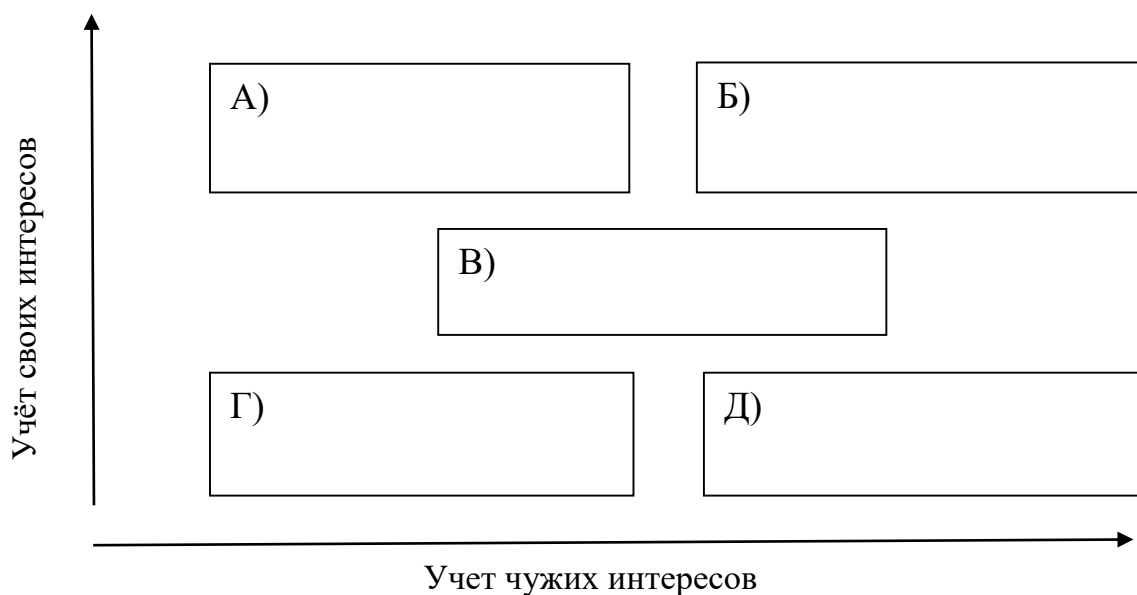 А)
Б)
В)
Г)
Д)
Учёт своих интересов
Учет чужих интересов